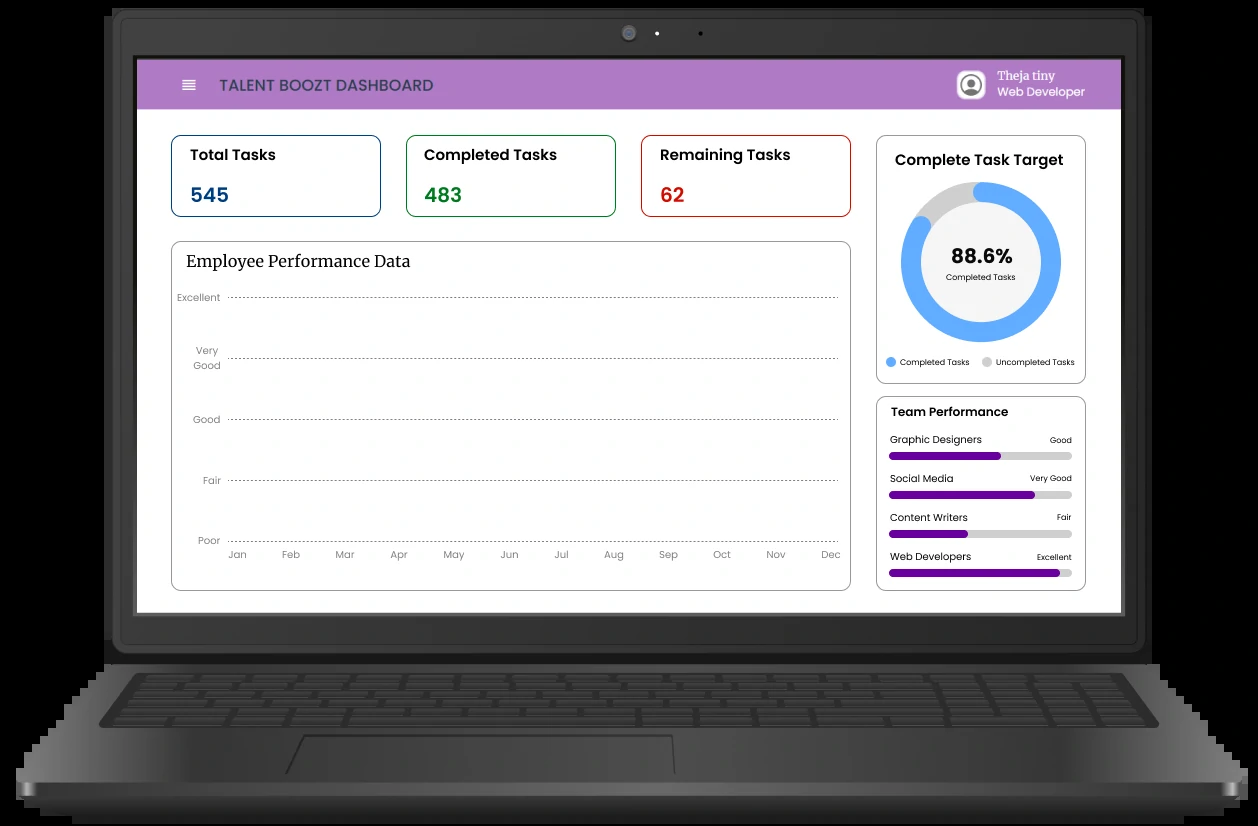 TALENT BOOZT DASHBOARD
Theja tiny
Web Developer
Total Tasks
545
Completed Tasks
483
Remaining Tasks
62
Complete Task Target
88.6%
Completed Tasks
Completed Tasks
Uncompleted Tasks
Employee Performance Data
Excellent
Very
Good
Good
Fair
Poor
Jan Feb Mar Apr May Jun Jul Aug Sep Oct Nov Dec
Team Performance
Graphic Designers Good
Social Media Very Good
Content Writers Fair
Web Developers Excellent